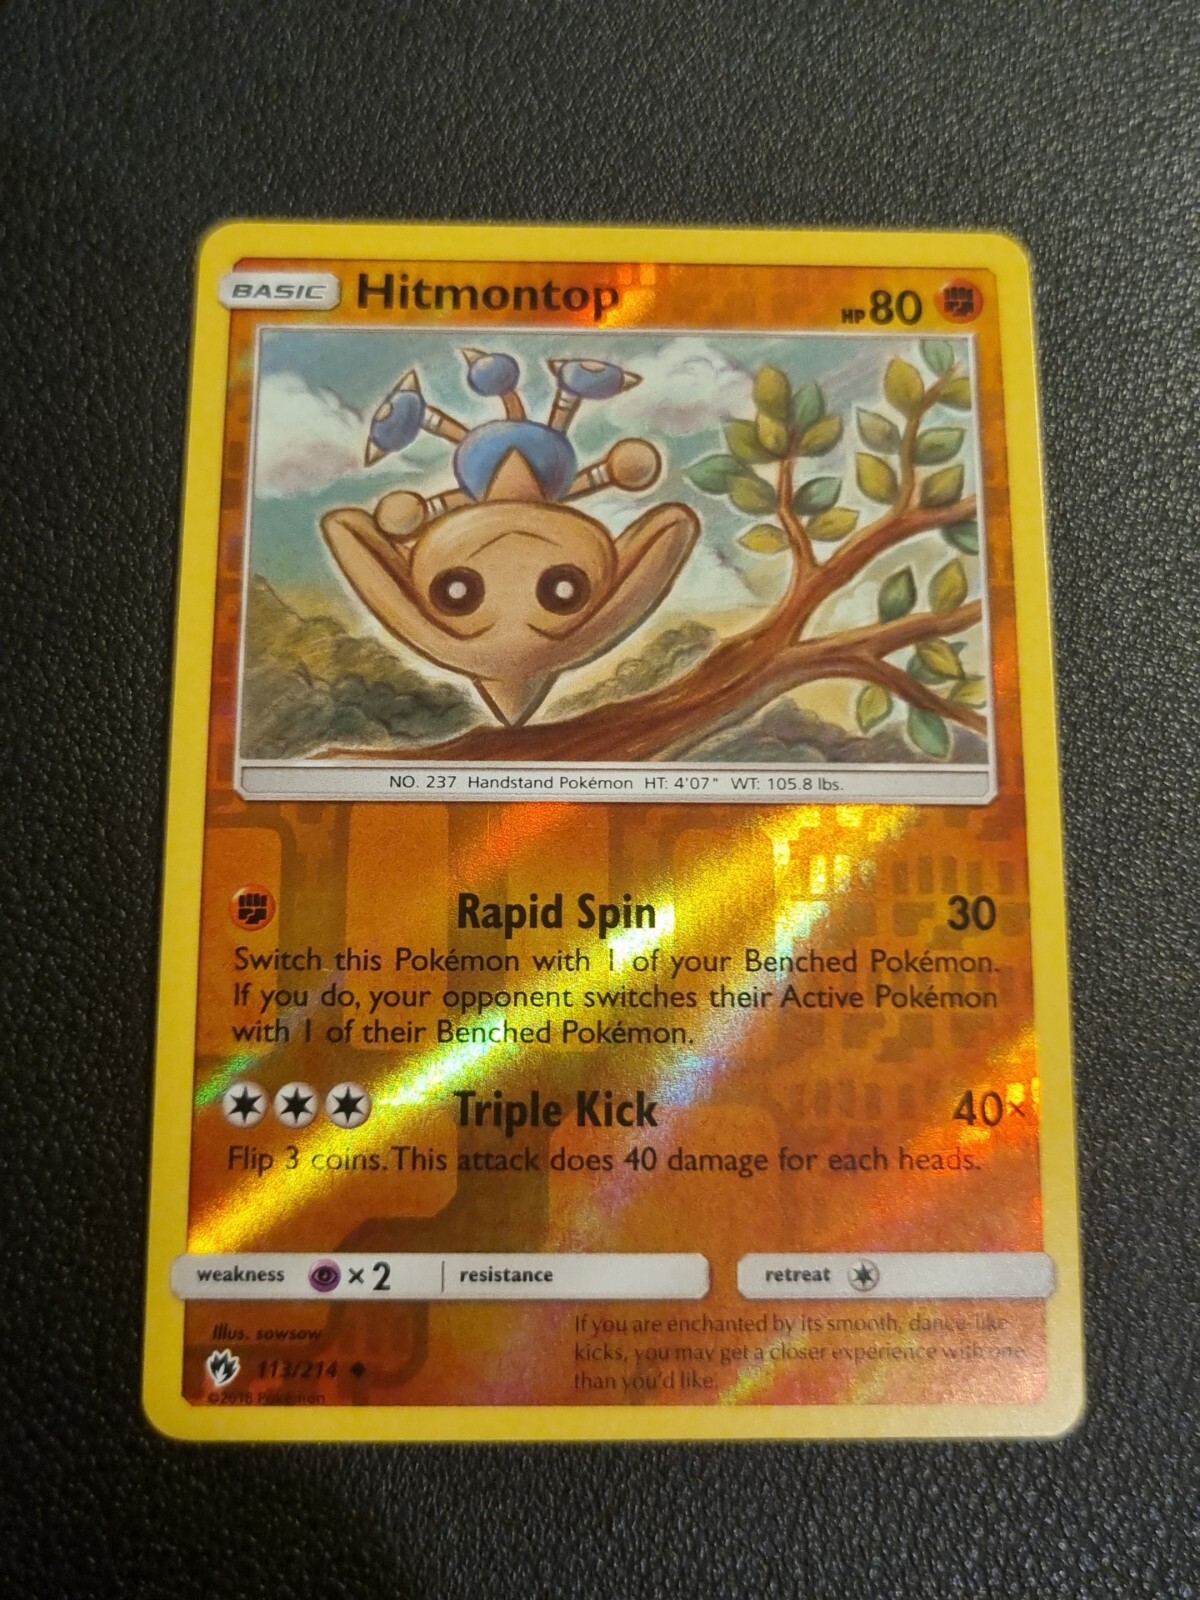 BASIC Hitmontop HP 80
NO. 237 Handstand Pokémon HT: 4'07" WT: 105.8 lbs.
Rapid Spin 30
Switch this Pokémon with 1 of your Benched Pokémon.
If you do, your opponent switches their Active Pokémon
with 1 of their Benched Pokémon.
Triple Kick 40×
Flip 3 coins. This attack does 40 damage for each heads.
weakness × 2 resistance retreat
Illus. sowsow
113/214
©2018 Pokémon
If you are enchanted by its smooth, dance-like
kicks, you may get a closer experience with one
than you'd like.